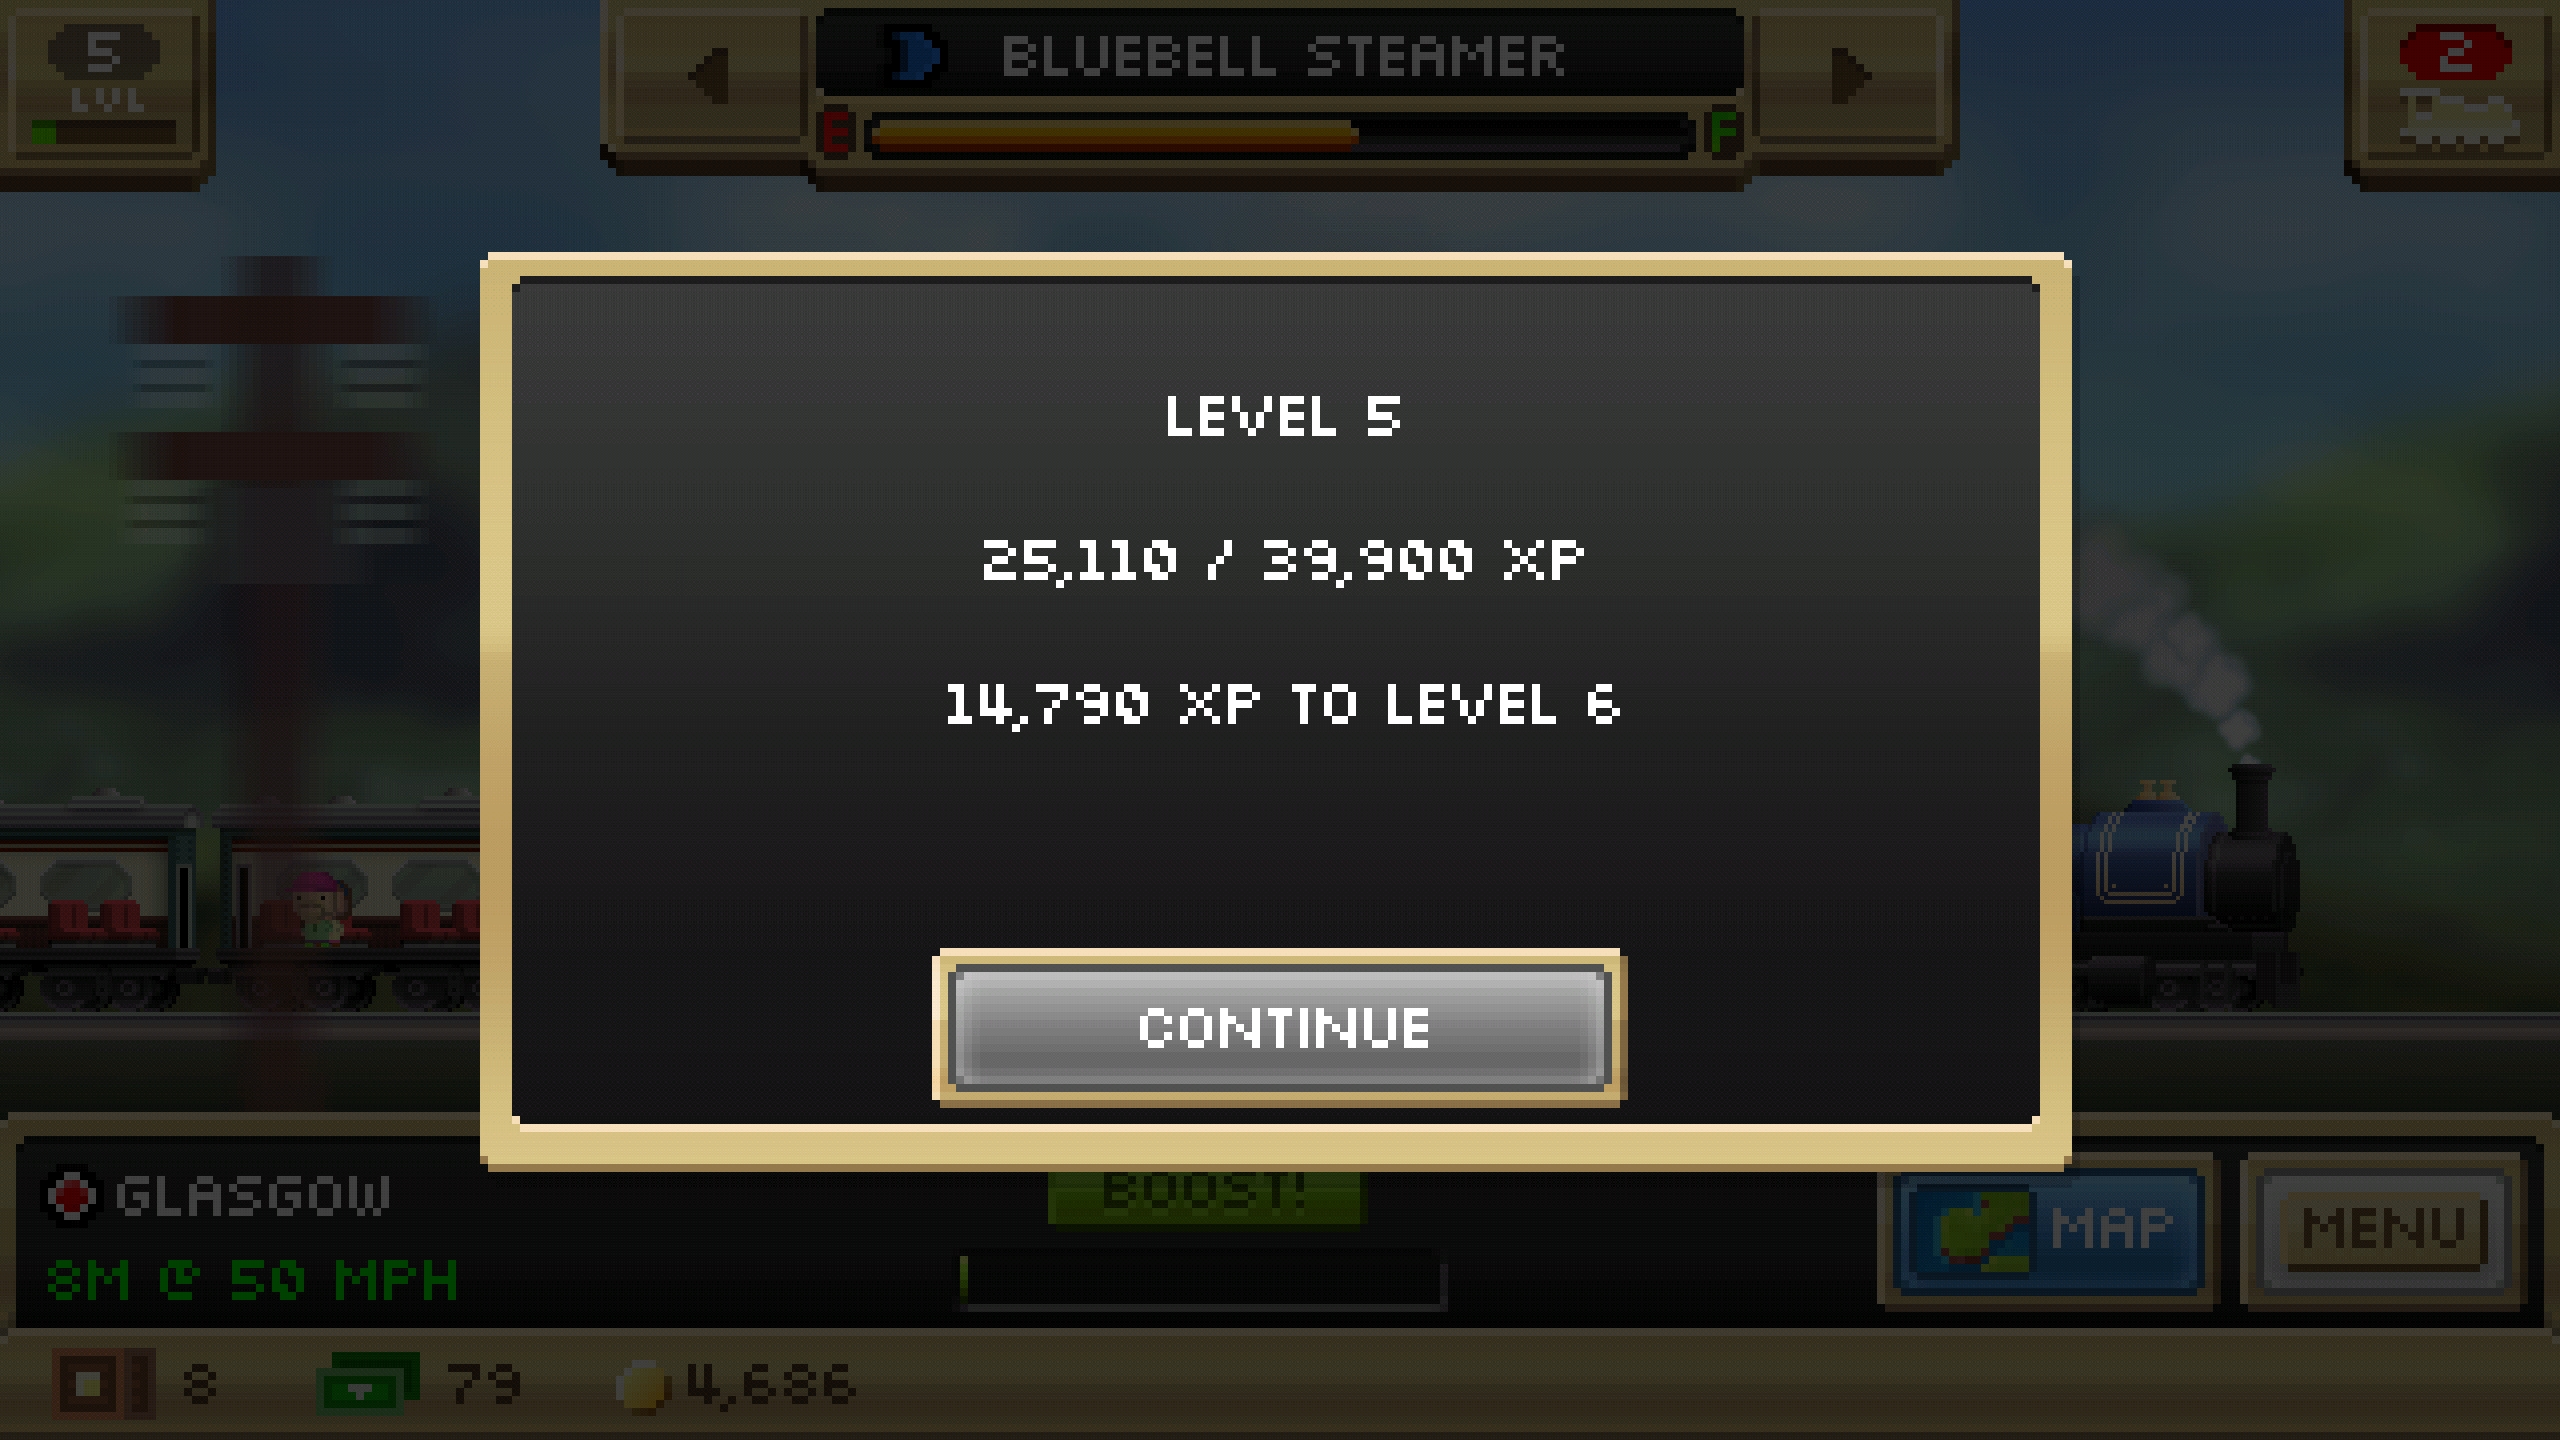 5
LVL
BLUEBELL STEAMER
E F
2
LEVEL 5
25,110 / 39,900 XP
14,790 XP TO LEVEL 6
CONTINUE
GLASGOW
8M @ 50 MPH
BOOST!
MAP
MENU
8 79 4,686